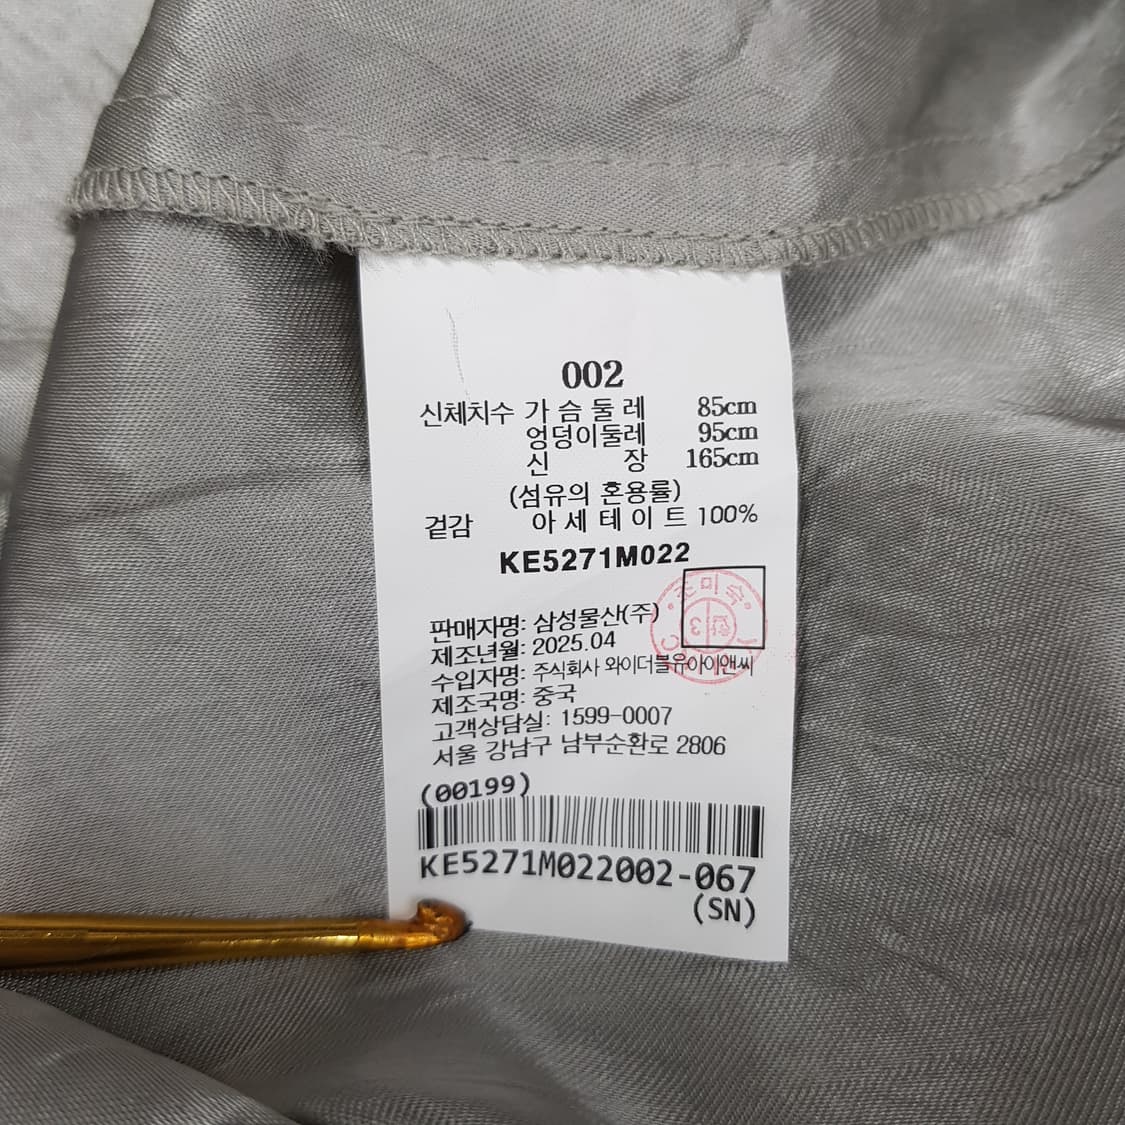 002
신체치수 가 슴 둘 레 85cm
엉덩이둘레 95cm
신 장 165cm
(섬유의 혼용률)
겉감 아 세 테 이 트 100%
KE5271M022
판매자명: 삼성물산(주)
제조년월: 2025.04
수입자명: 주식회사 와이더블유아이앤씨
제조국명: 중국
고객상담실: 1599-0007
서울 강남구 남부순환로 2806
(00199)
KE5271M022002-067
(SN)